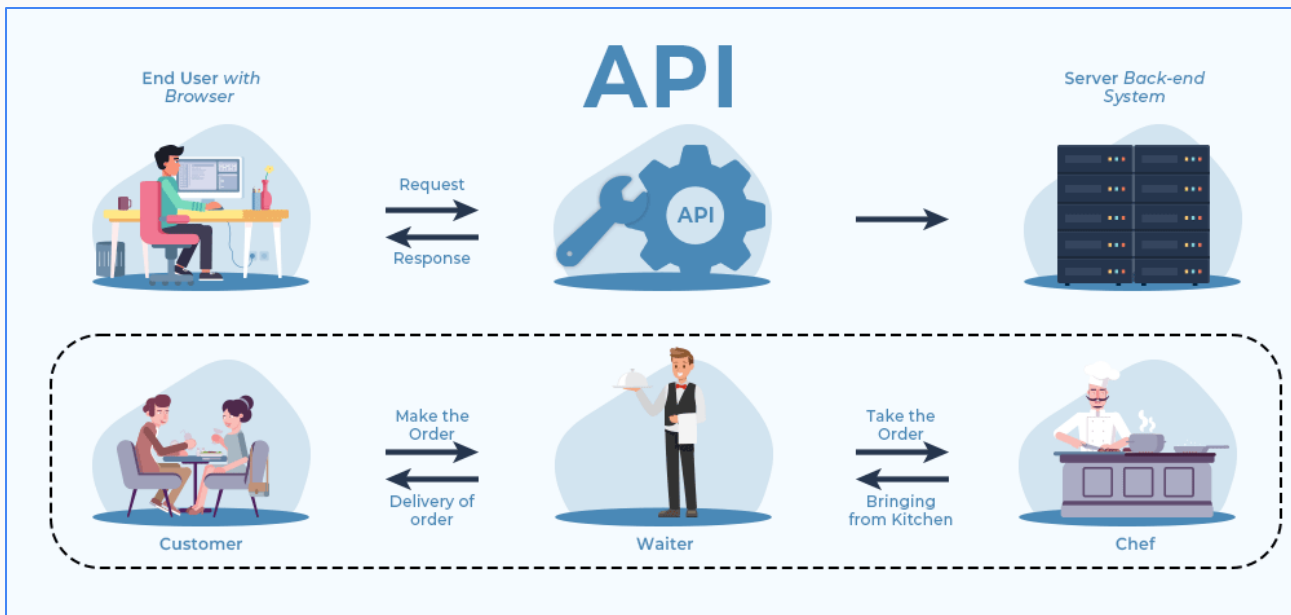 API
End User with
Browser
Server Back-end
System
Request
API
Response
Make the
Order
Take the
Order
Delivery of
order
Bringing
from Kitchen
Customer
Waiter
Chef